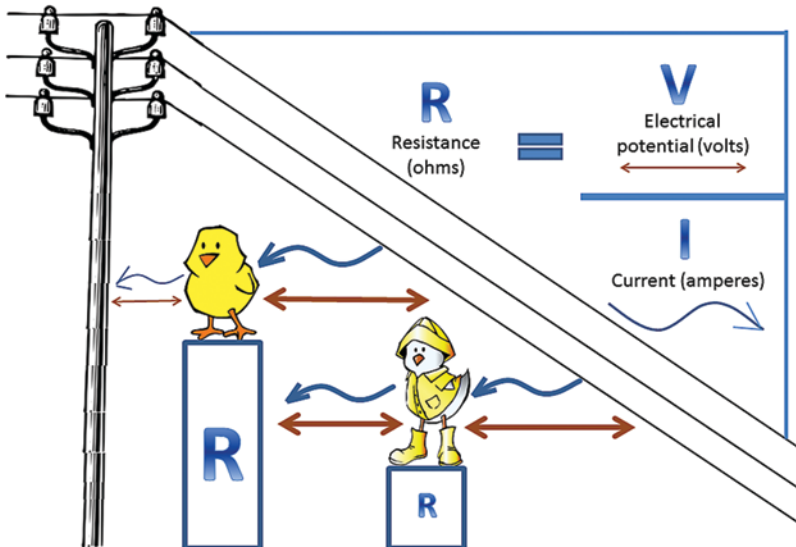 R
Resistance
(ohms)
=
V
Electrical
potential (volts)
I
Current (amperes)
R
R